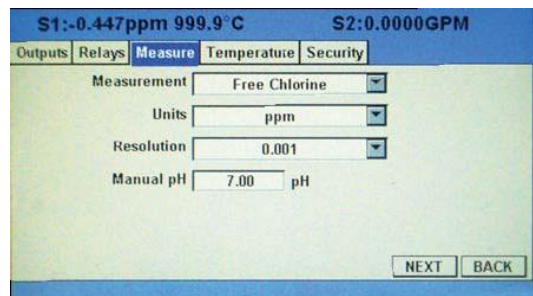 S1:-0.447ppm 999.9°C S2:0.0000GPM
Outputs Relays Measure Temperature Security
Measurement Free Chlorine
Units ppm
Resolution 0.001
Manual pH 7.00 pH
NEXT BACK